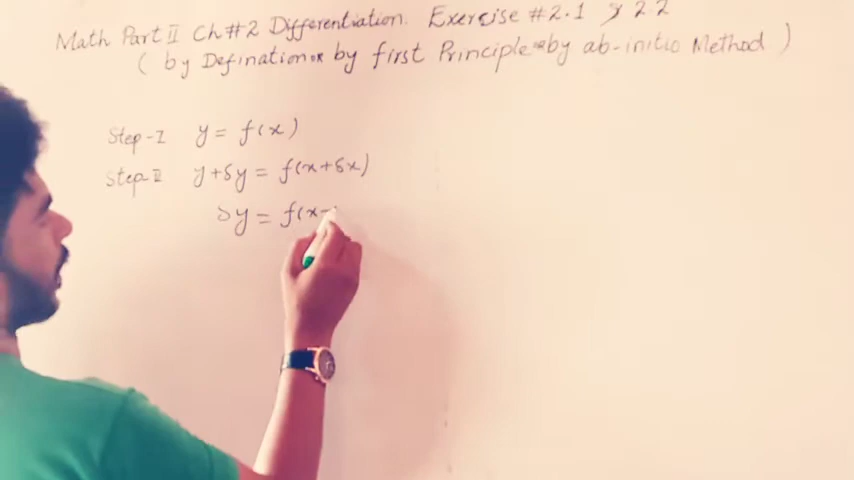 Math Part II Ch#2 Differentiation. Exercise #2.1 & 2.2
( by Defination or by first Principle or by ab-initio Method )
Step-I y = f(x)
Step-II y+δy = f(x+δx)
δy = f(x